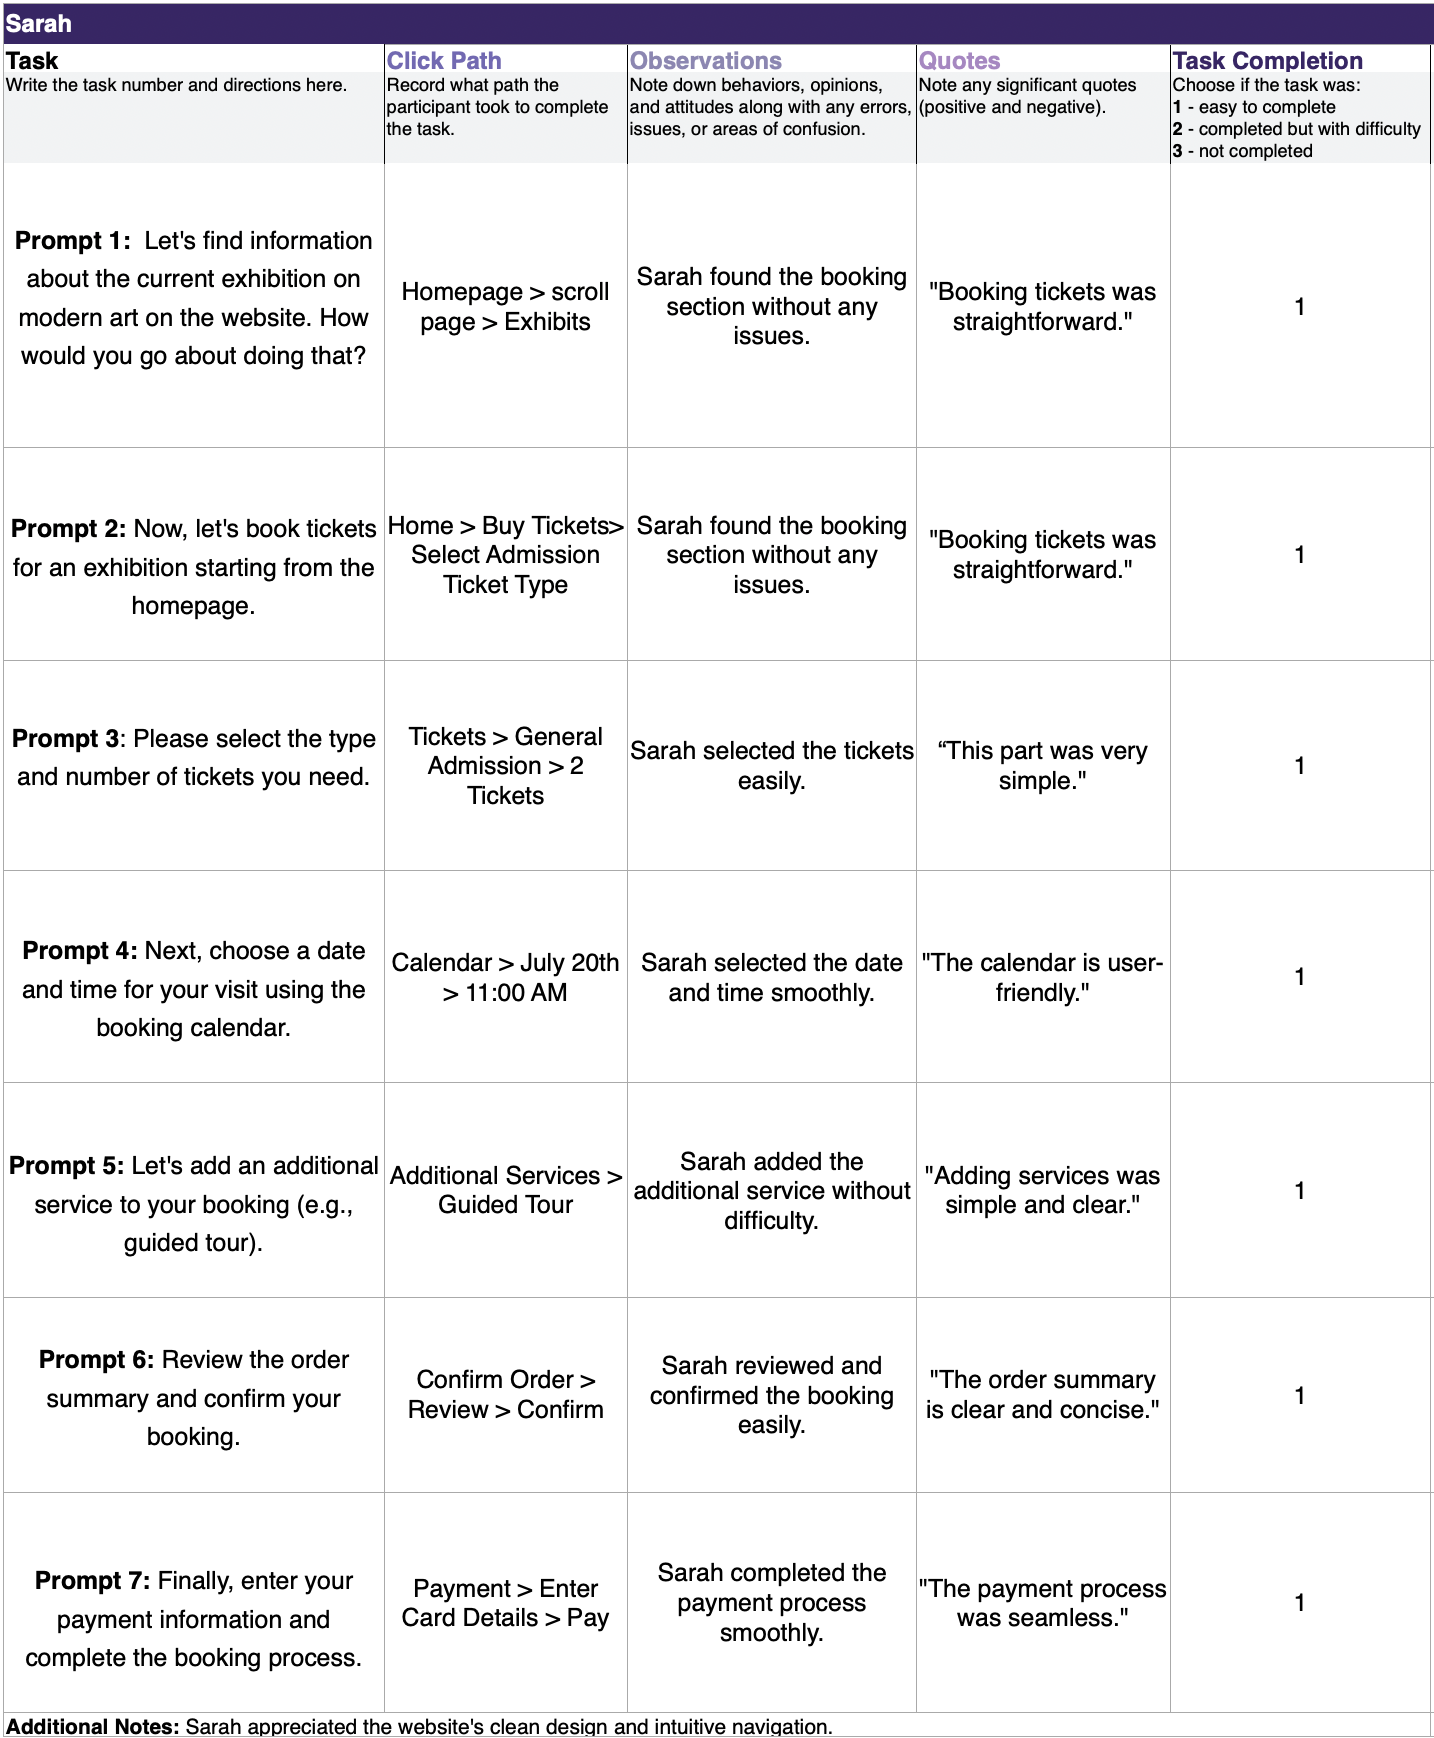 Sarah
Task
Click Path
Observations
Quotes
Task Completion
Write the task number and directions here.
Record what path the
participant took to complete
the task.
Note down behaviors, opinions,
and attitudes along with any errors,
issues, or areas of confusion.
Note any significant quotes
(positive and negative).
Choose if the task was:
1 - easy to complete
2 - completed but with difficulty
3 - not completed
Prompt 1:  Let's find information
about the current exhibition on
modern art on the website. How
would you go about doing that?
Homepage > scroll
page > Exhibits
Sarah found the booking
section without any
issues.
"Booking tickets was
straightforward."
1
Prompt 2: Now, let's book tickets
for an exhibition starting from the
homepage.
Home > Buy Tickets>
Select Admission
Ticket Type
Sarah found the booking
section without any
issues.
"Booking tickets was
straightforward."
1
Prompt 3: Please select the type
and number of tickets you need.
Tickets > General
Admission > 2
Tickets
Sarah selected the tickets
easily.
“This part was very
simple."
1
Prompt 4: Next, choose a date
and time for your visit using the
booking calendar.
Calendar > July 20th
> 11:00 AM
Sarah selected the date
and time smoothly.
"The calendar is user-
friendly."
1
Prompt 5: Let's add an additional
service to your booking (e.g.,
guided tour).
Additional Services >
Guided Tour
Sarah added the
additional service without
difficulty.
"Adding services was
simple and clear."
1
Prompt 6: Review the order
summary and confirm your
booking.
Confirm Order >
Review > Confirm
Sarah reviewed and
confirmed the booking
easily.
"The order summary
is clear and concise."
1
Prompt 7: Finally, enter your
payment information and
complete the booking process.
Payment > Enter
Card Details > Pay
Sarah completed the
payment process
smoothly.
"The payment process
was seamless."
1
Additional Notes: Sarah appreciated the website's clean design and intuitive navigation.